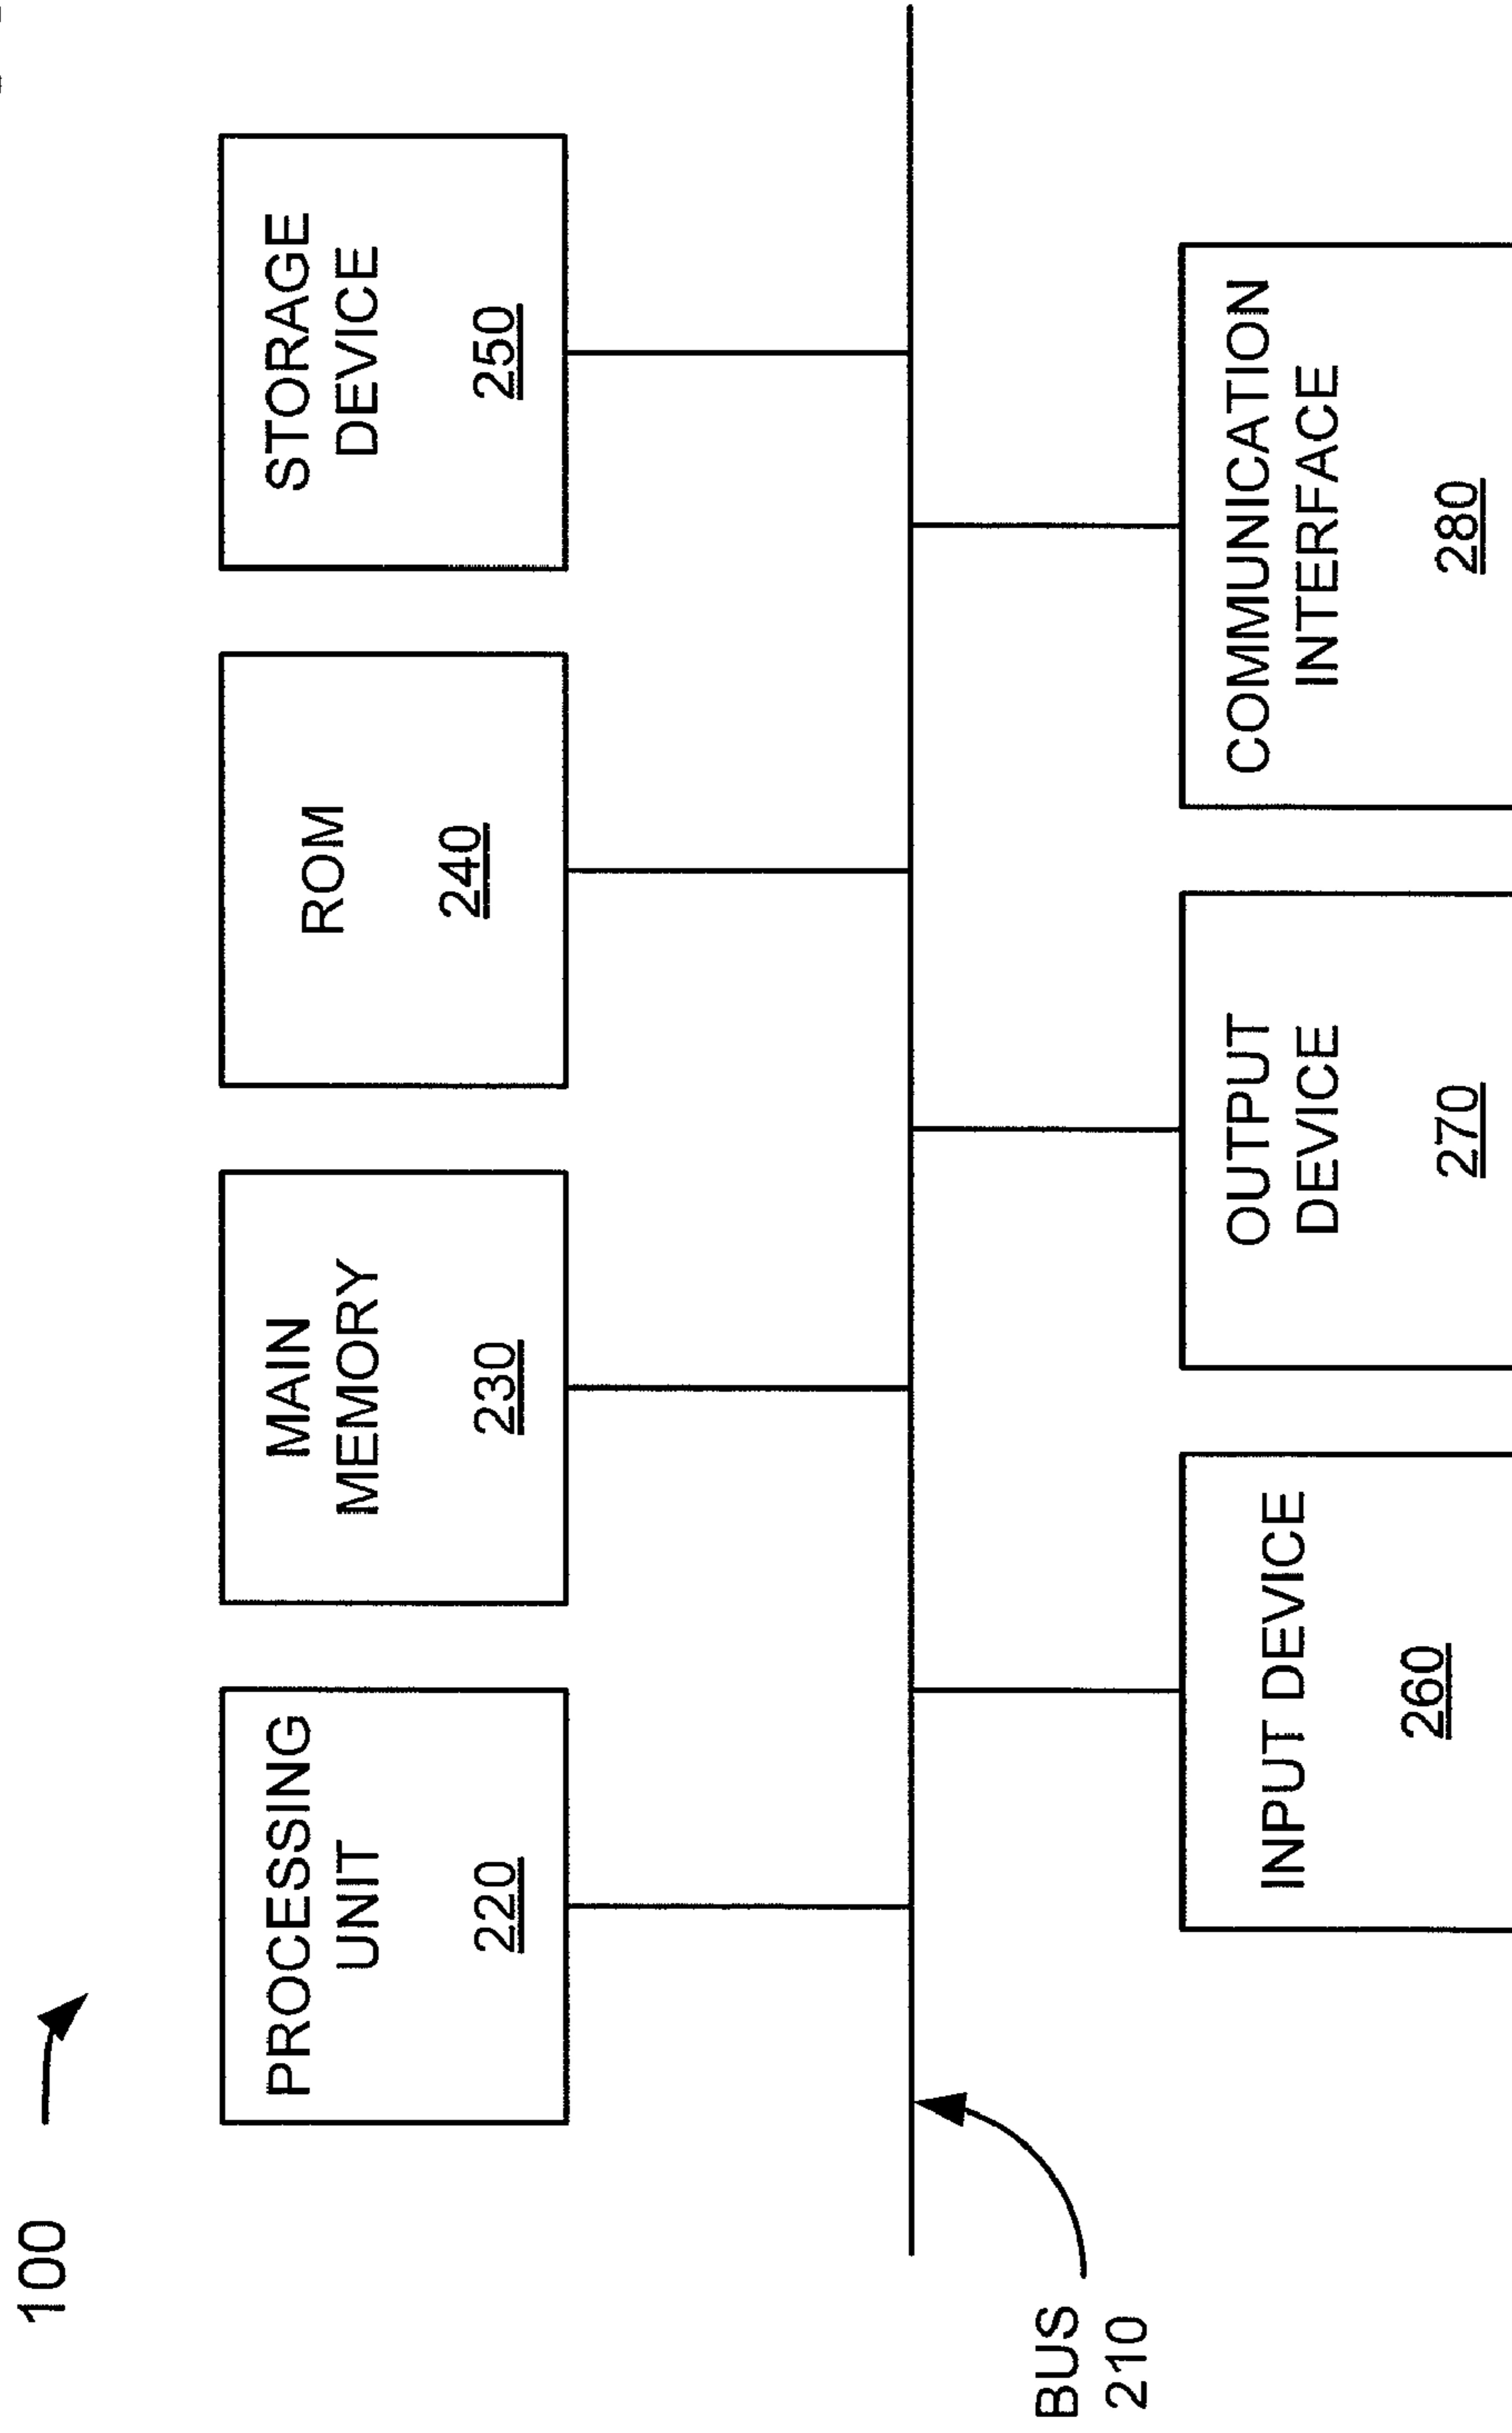 100
PROCESSING
UNIT
220
MAIN
MEMORY
230
ROM
240
STORAGE
DEVICE
250
BUS
210
INPUT DEVICE
260
OUTPUT
DEVICE
270
COMMUNICATION
INTERFACE
280